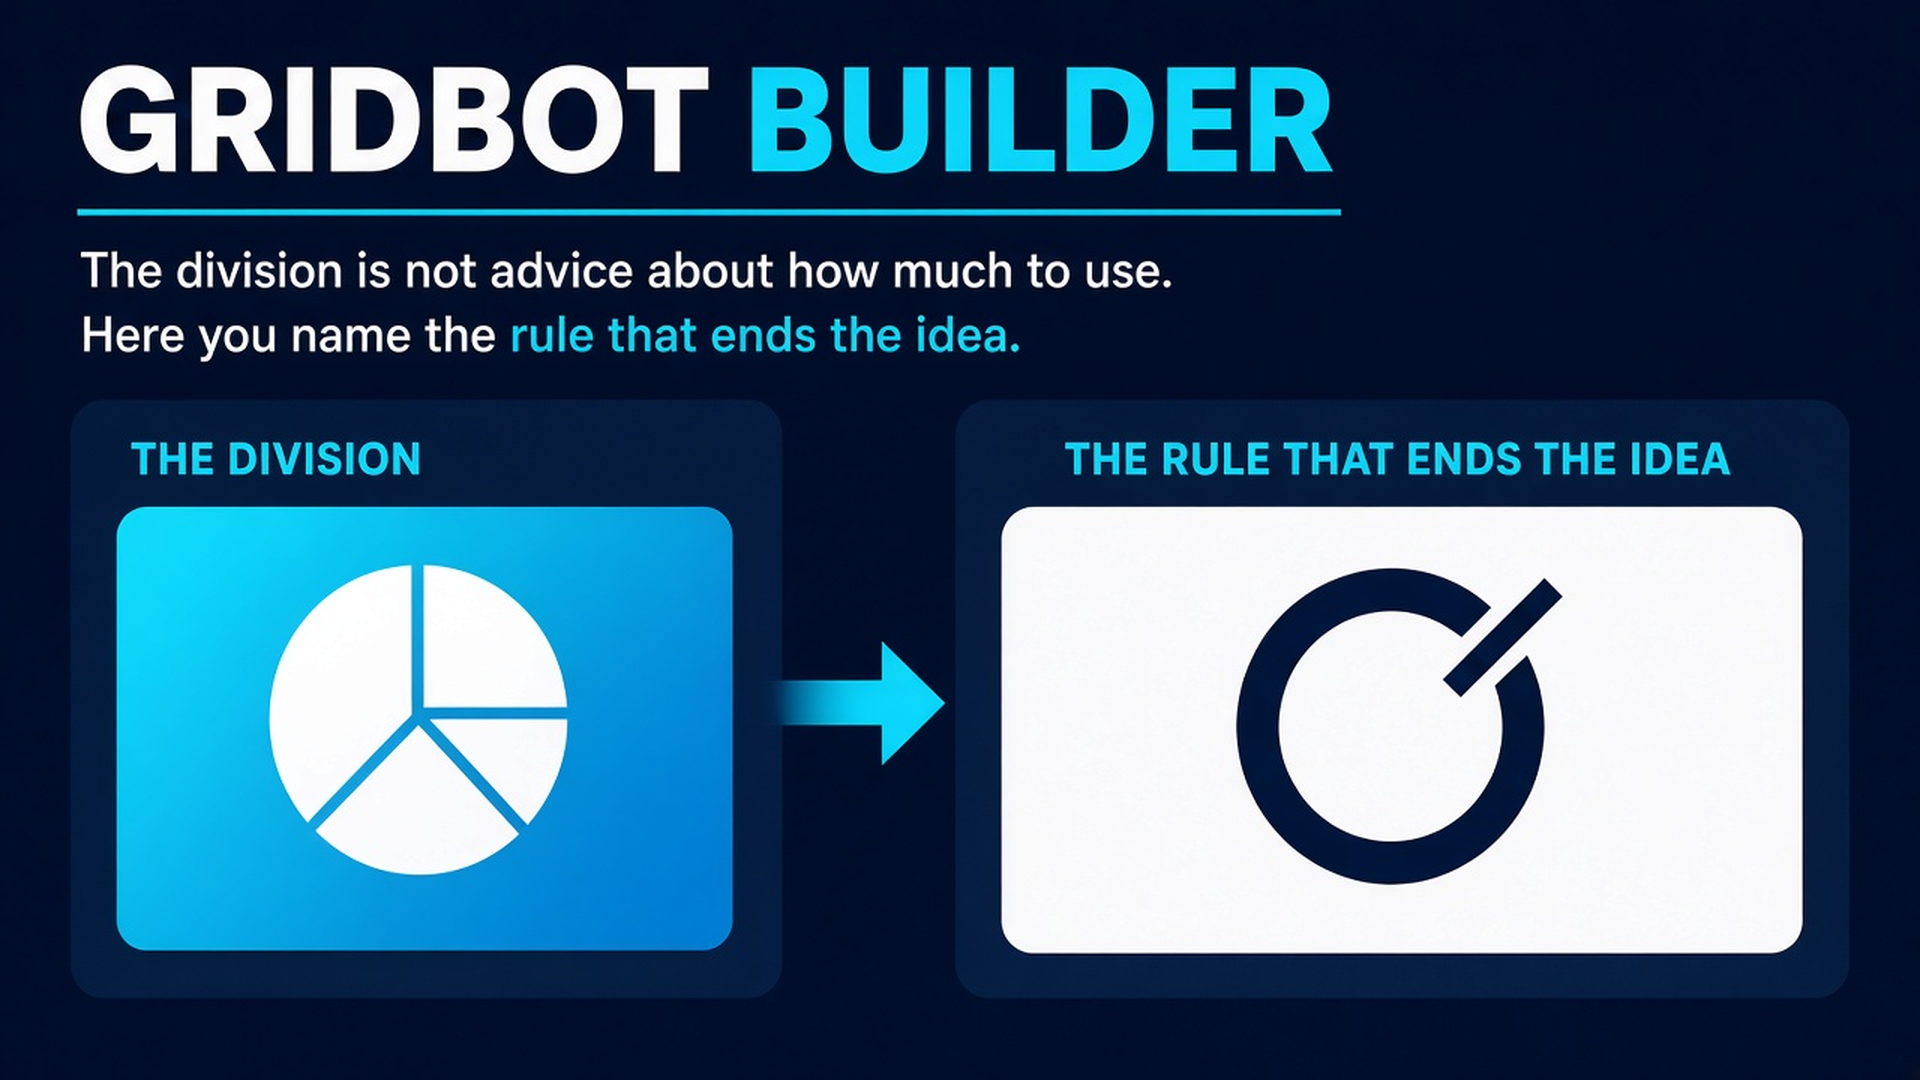 GRIDBOT BUILDER
The division is not advice about how much to use.
Here you name the rule that ends the idea.
THE DIVISION
THE RULE THAT ENDS THE IDEA